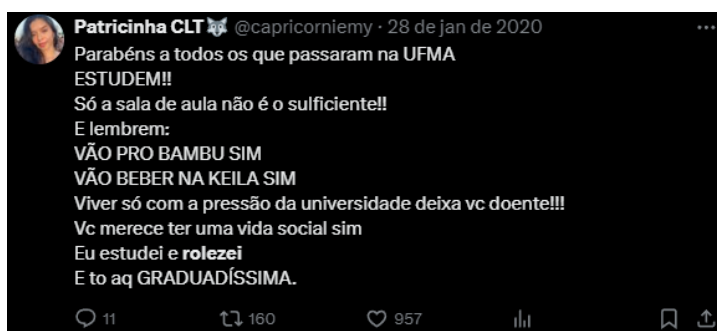 Patricinha CLT🐺 @capricorniemy · 28 de jan de 2020 ...
Parabéns a todos os que passaram na UFMA
ESTUDEM!!
Só a sala de aula não é o sulficiente!!
E lembrem:
VÃO PRO BAMBU SIM
VÃO BEBER NA KEILA SIM
Viver só com a pressão da universidade deixa vc doente!!!
Vc merece ter uma vida social sim
Eu estudei e rolezei
E to aq GRADUADÍSSIMA.
11 160 957